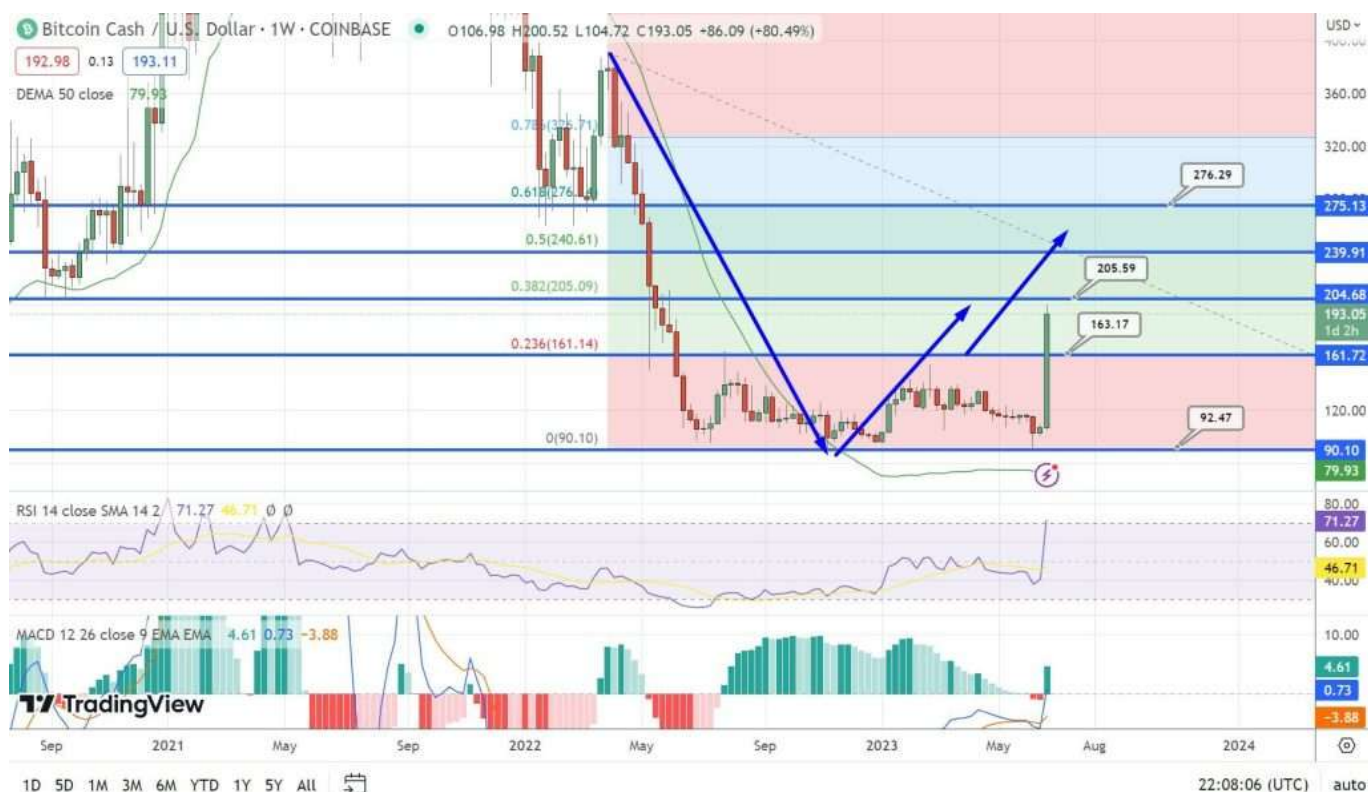 Bitcoin Cash / U.S. Dollar · 1W · COINBASE O106.98 H200.52 L104.72 C193.05 +86.09 (+80.49%)
USD
192.98 0.13 193.11
DEMA 50 close 79.93
400.00
360.00
320.00
0.618(276
0.5(240.61)
0.382(205.09)
0.236(161.14)
0(90.10)
276.29
205.59
163.17
92.47
275.13
239.91
204.68
193.05
1d 2h
161.72
120.00
90.10
79.93
RSI 14 close SMA 14 2 71.27 46.71 Ø Ø
80.00
71.27
60.00
46.71
40.00
MACD 12 26 close 9 EMA EMA 4.61 0.73 −3.88
10.00
4.61
0.73
−3.88
TradingView
Sep 2021 May Sep 2022 May Sep 2023 May Aug 2024
1D 5D 1M 3M 6M YTD 1Y 5Y All
22:08:06 (UTC) auto